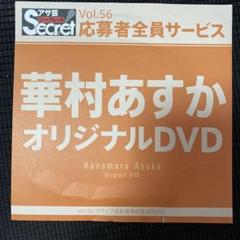 アサ芸
Secret
Vol.56
応募者全員サービス
華村あすか
オリジナルDVD
Hanamura Asuka
Original DVD